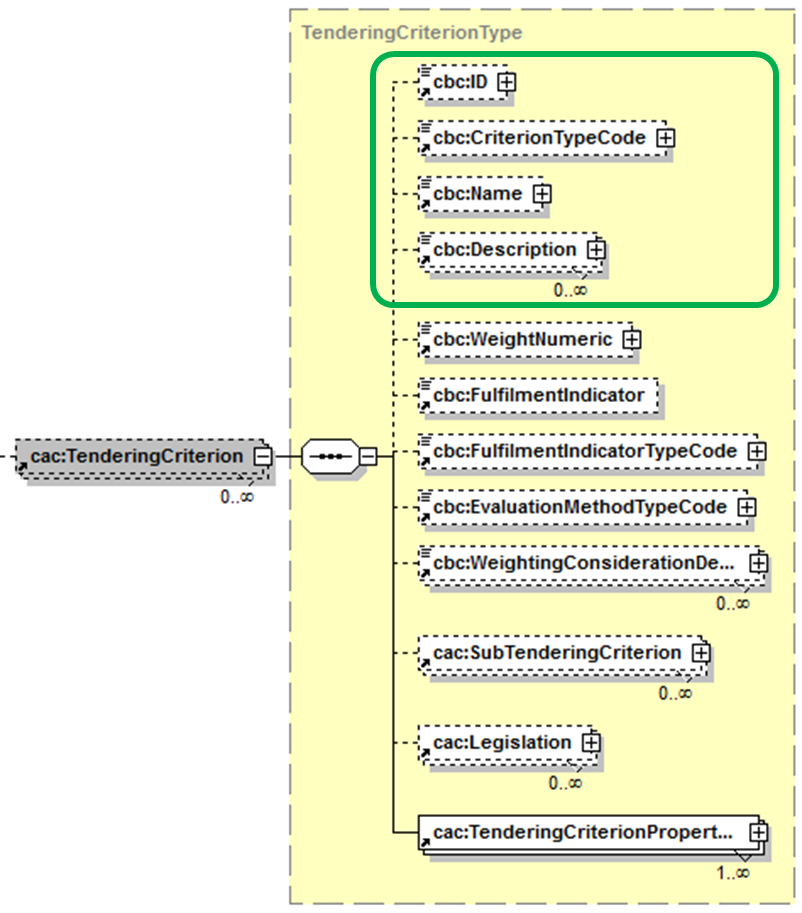 TenderingCriterionType
cbc:ID
cbc:CriterionTypeCode
cbc:Name
cbc:Description
0..∞
cbc:WeightNumeric
cbc:FulfilmentIndicator
cbc:FulfilmentIndicatorTypeCode
cac:TenderingCriterion
0..∞
cbc:EvaluationMethodTypeCode
cbc:WeightingConsiderationDe...
0..∞
cac:SubTenderingCriterion
0..∞
cac:Legislation
0..∞
cac:TenderingCriterionPropert...
1..∞